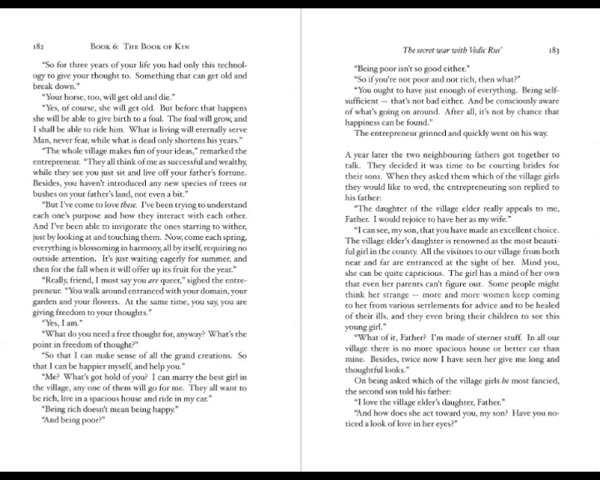 182 Book 6: The Book of Kin
“So for three years of your life you had only this technol-
ogy to give your thought to. Something that can get old and
break down.”
“Your horse, too, will get old and die.”
“Yes, of course, she will get old. But before that happens
she will be able to give birth to a foal. The foal will grow, and
I shall be able to ride him. What is living will eternally serve
Man, never fear, while what is dead only shortens his years.”
“The whole village makes fun of your ideas,” remarked the
entrepreneur. “They all think of me as successful and wealthy,
while they see you just sit and live off your father's fortune.
Besides, you haven't introduced any new species of trees or
bushes on your father's land, not even a bit.”
“But I've come to love them. I've been trying to understand
each one's purpose and how they interact with each other.
And I've been able to invigorate the ones starting to wither,
just by looking at and touching them. Now, come each spring,
everything is blossoming in harmony, all by itself, requiring no
outside attention. It's just waiting eagerly for summer, and
then for the fall when it will offer up its fruit for the year.”
“Really, friend, I must say you are queer,” sighed the entre-
preneur. “You walk around entranced with your domain, your
garden and your flowers. At the same time, you say, you are
giving freedom to your thoughts.”
“Yes, I am.”
“What do you need a free thought for, anyway? What's the
point in freedom of thought?”
“So that I can make sense of all the grand creations. So
that I can be happier myself, and help you.”
“Me? What's got hold of you? I can marry the best girl in
the village, any one of them will go for me. They all want to
be rich, live in a spacious house and ride in my car.”
“Being rich doesn't mean being happy.”
“And being poor?”
The secret war with Vedic Rus' 183
“Being poor isn't so good either.”
“So if you're not poor and not rich, then what?”
“You ought to have just enough of everything. Being self-
sufficient — that's not bad either. And be consciously aware
of what's going on around. After all, it's not by chance that
happiness can be found.”
The entrepreneur grinned and quickly went on his way.
A year later the two neighbouring fathers got together to
talk. They decided it was time to be courting brides for
their sons. When they asked them which of the village girls
they would like to wed, the entrepreneuring son replied to
his father:
“The daughter of the village elder really appeals to me,
Father. I would rejoice to have her as my wife.”
“I can see, my son, that you have made an excellent choice.
The village elder's daughter is renowned as the most beauti-
ful girl in the county. All the visitors to our village from both
near and far are entranced at the sight of her. Mind you,
she can be quite capricious. The girl has a mind of her own
that even her parents can't figure out. Some people might
think her strange — more and more women keep coming
to her from various settlements for advice and to be healed
of their ills, and they even bring their children to see this
young girl.”
“What of it, Father? I'm made of sterner stuff. In all our
village there is no more spacious house or better car than
mine. Besides, twice now I have seen her give me long and
thoughtful looks.”
On being asked which of the village girls he most fancied,
the second son told his father:
“I love the village elder's daughter, Father.”
“And how does she act toward you, my son? Have you no-
ticed a look of love in her eyes?”